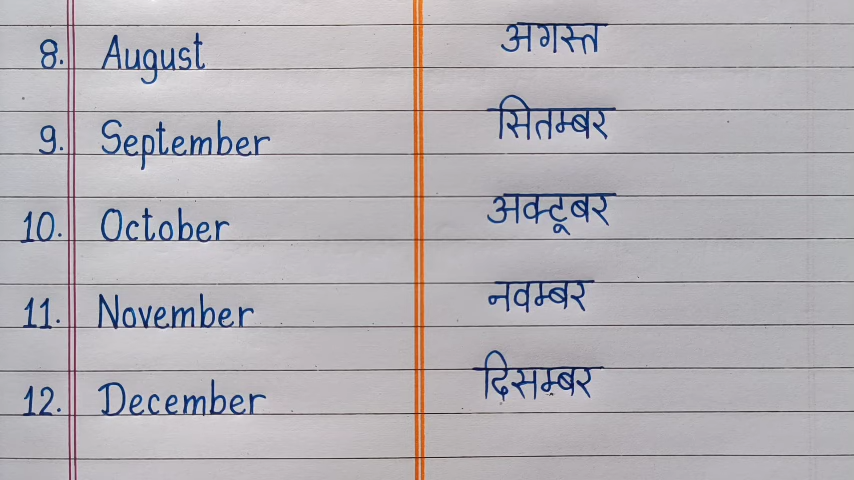 8. August अगस्त
9. September सितम्बर
10. October अक्टूबर
11. November नवम्बर
12. December दिसम्बर